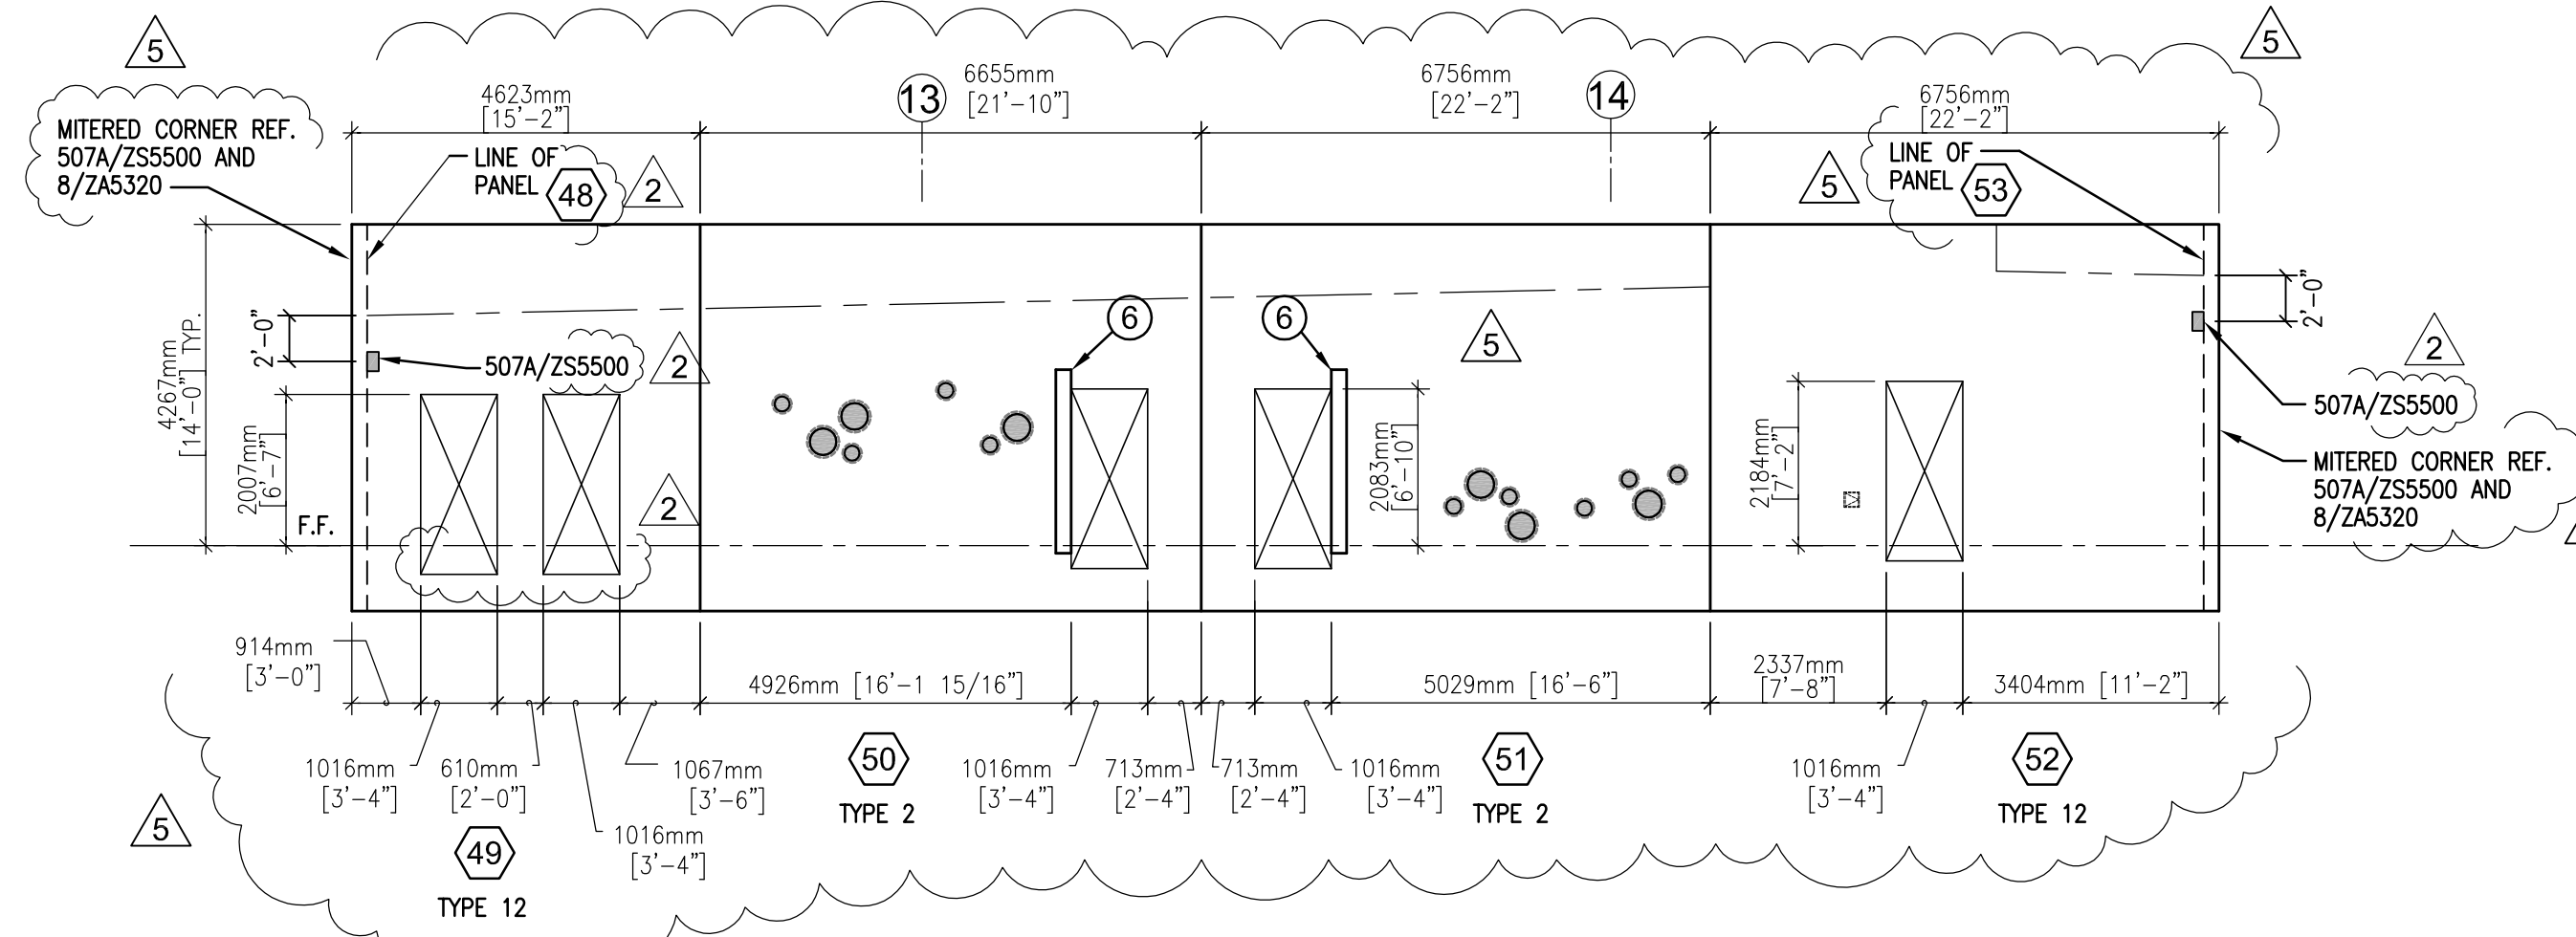 5
5
MITERED CORNER REF.
507A/ZS5500 AND
8/ZA5320
4623mm
[15'-2"]
13
6655mm
[21'-10"]
6756mm
[22'-2"]
14
6756mm
[22'-2"]
LINE OF
PANEL
48
2
5
LINE OF
PANEL
53
4267mm
[14'-0"] TYP.
2'-0"
507A/ZS5500
2
6
6
5
2'-0"
2
507A/ZS5500
MITERED CORNER REF.
507A/ZS5500 AND
8/ZA5320
2007mm
[6'-7"]
F.F.
2
2083mm
[6'-10"]
2184mm
[7'-2"]
914mm
[3'-0"]
4926mm [16'-1 15/16"]
5029mm [16'-6"]
2337mm
[7'-8"]
3404mm [11'-2"]
1016mm
[3'-4"]
610mm
[2'-0"]
1067mm
[3'-6"]
1016mm
[3'-4"]
50
TYPE 2
1016mm
[3'-4"]
713mm
[2'-4"]
713mm
[2'-4"]
1016mm
[3'-4"]
51
TYPE 2
1016mm
[3'-4"]
52
TYPE 12
5
49
TYPE 12